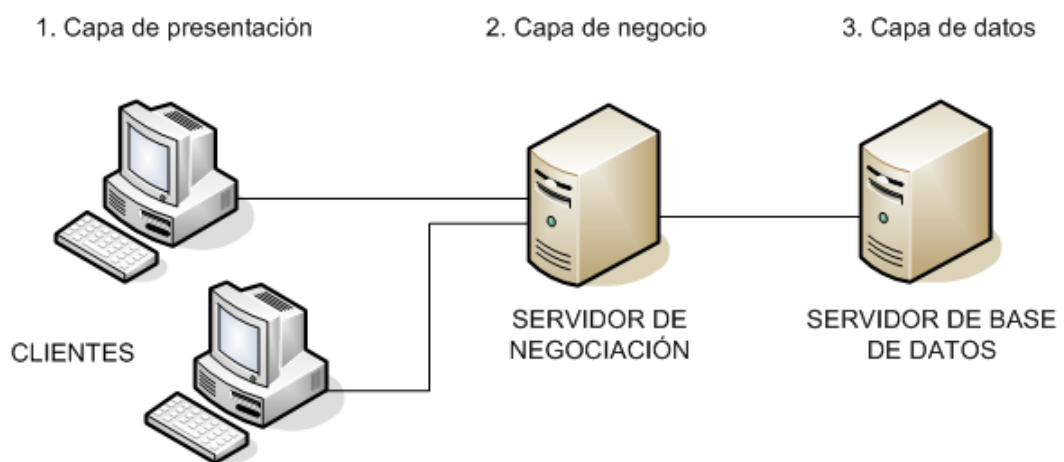 1. Capa de presentación
2. Capa de negocio
3. Capa de datos
CLIENTES
SERVIDOR DE
NEGOCIACIÓN
SERVIDOR DE BASE
DE DATOS